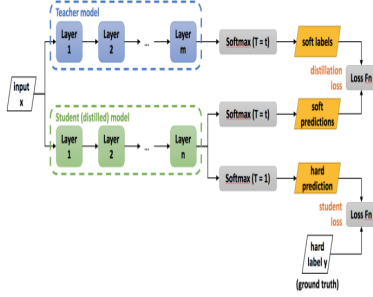 Teacher model
Layer
1
Layer
2
...
Layer
m
Softmax (T = t)
soft labels
distillation
loss
Loss Fn
input
x
Student (distilled) model
Layer
1
Layer
2
...
Layer
n
Softmax (T = t)
soft
predictions
Softmax (T = 1)
hard
prediction
student
loss
Loss Fn
hard
label y
(ground truth)